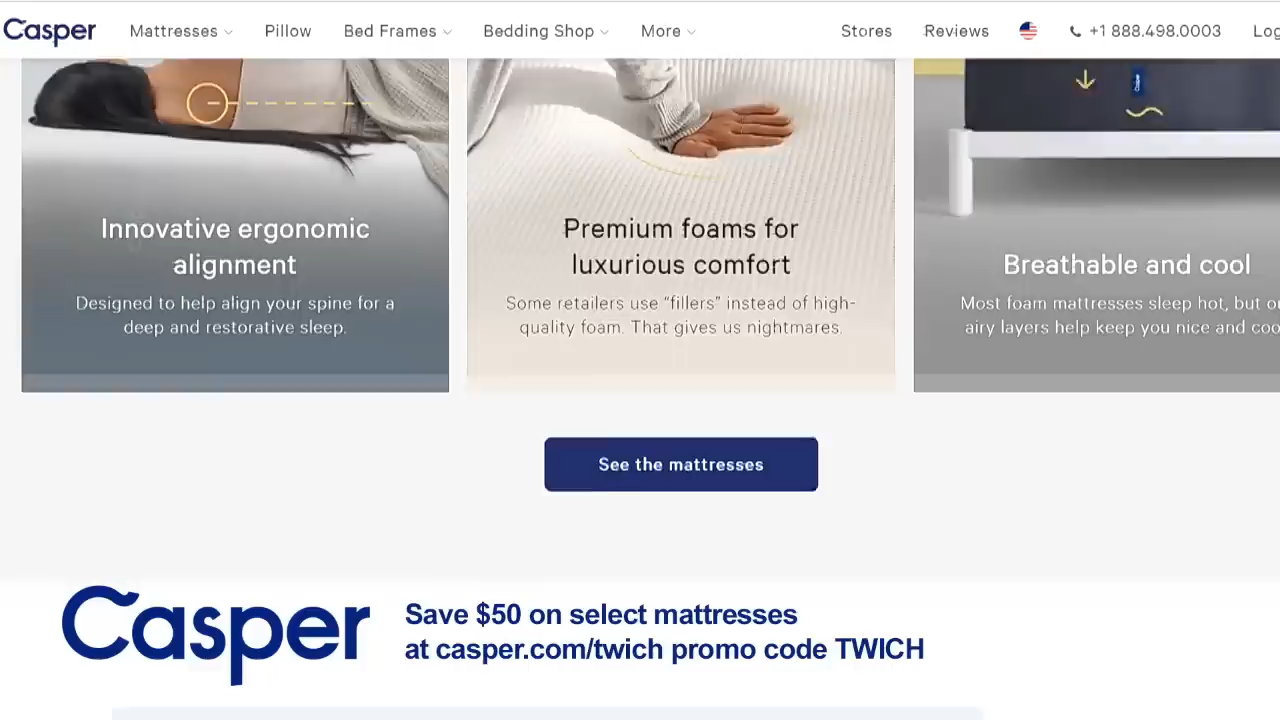 Casper
Mattresses
Pillow
Bed Frames
Bedding Shop
More
Stores
Reviews
+1 888.498.0003
Log
Innovative ergonomic
alignment
Designed to help align your spine for a
deep and restorative sleep.
Premium foams for
luxurious comfort
Some retailers use “fillers” instead of high-
quality foam. That gives us nightmares.
Casper
Breathable and cool
Most foam mattresses sleep hot, but ou
airy layers help keep you nice and coo
See the mattresses
Casper
Save $50 on select mattresses
at casper.com/twich promo code TWICH